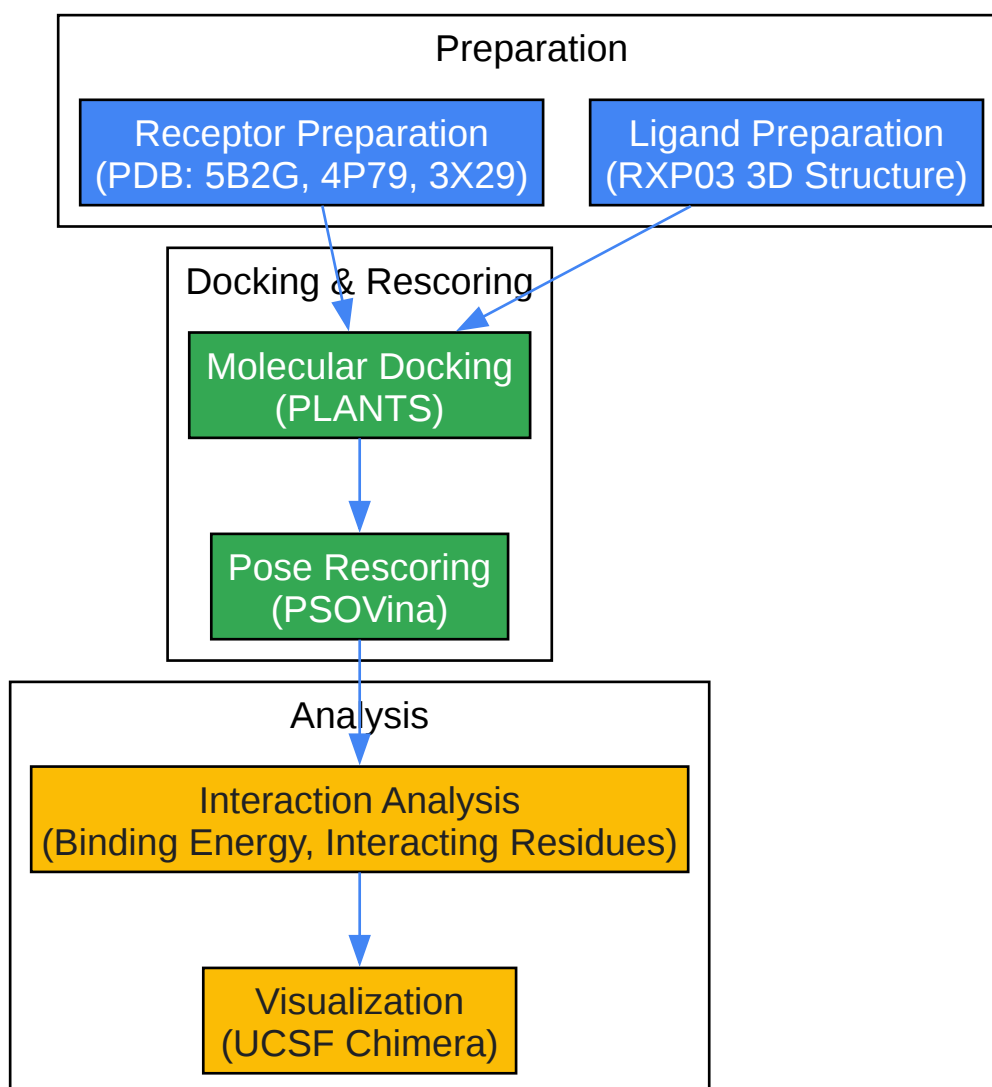 Preparation
Receptor Preparation
(PDB: 5B2G, 4P79, 3X29)
Ligand Preparation
(RXP03 3D Structure)
Docking & Rescoring
Molecular Docking
(PLANTS)
Pose Rescoring
(PSOVina)
Analysis
Interaction Analysis
(Binding Energy, Interacting Residues)
Visualization
(UCSF Chimera)